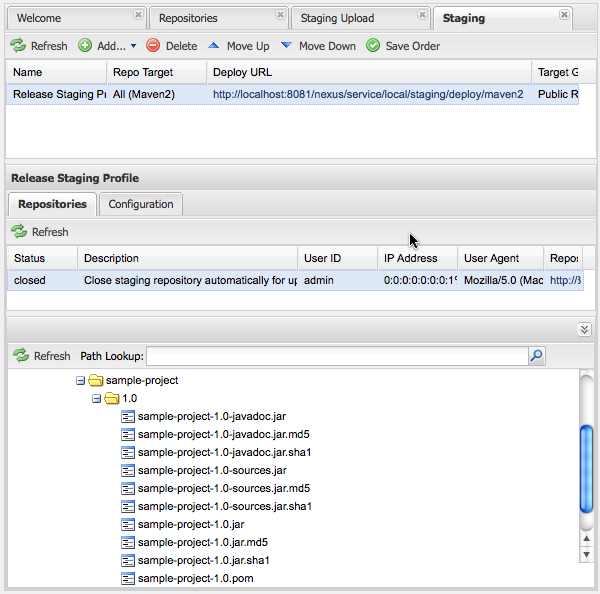 Welcome Repositories Staging Upload Staging
Refresh Add... Delete Move Up Move Down Save Order
Name Repo Target Deploy URL Target G
Release Staging Pr All (Maven2) http://localhost:8081/nexus/service/local/staging/deploy/maven2 Public R
Release Staging Profile
Repositories Configuration
Refresh
Status Description User ID IP Address User Agent Repos
closed Close staging repository automatically for up admin 0:0:0:0:0:0:1% Mozilla/5.0 (Mac http://
Refresh Path Lookup:
sample-project
1.0
sample-project-1.0-javadoc.jar
sample-project-1.0-javadoc.jar.md5
sample-project-1.0-javadoc.jar.sha1
sample-project-1.0-sources.jar
sample-project-1.0-sources.jar.md5
sample-project-1.0-sources.jar.sha1
sample-project-1.0.jar
sample-project-1.0.jar.md5
sample-project-1.0.jar.sha1
sample-project-1.0.pom